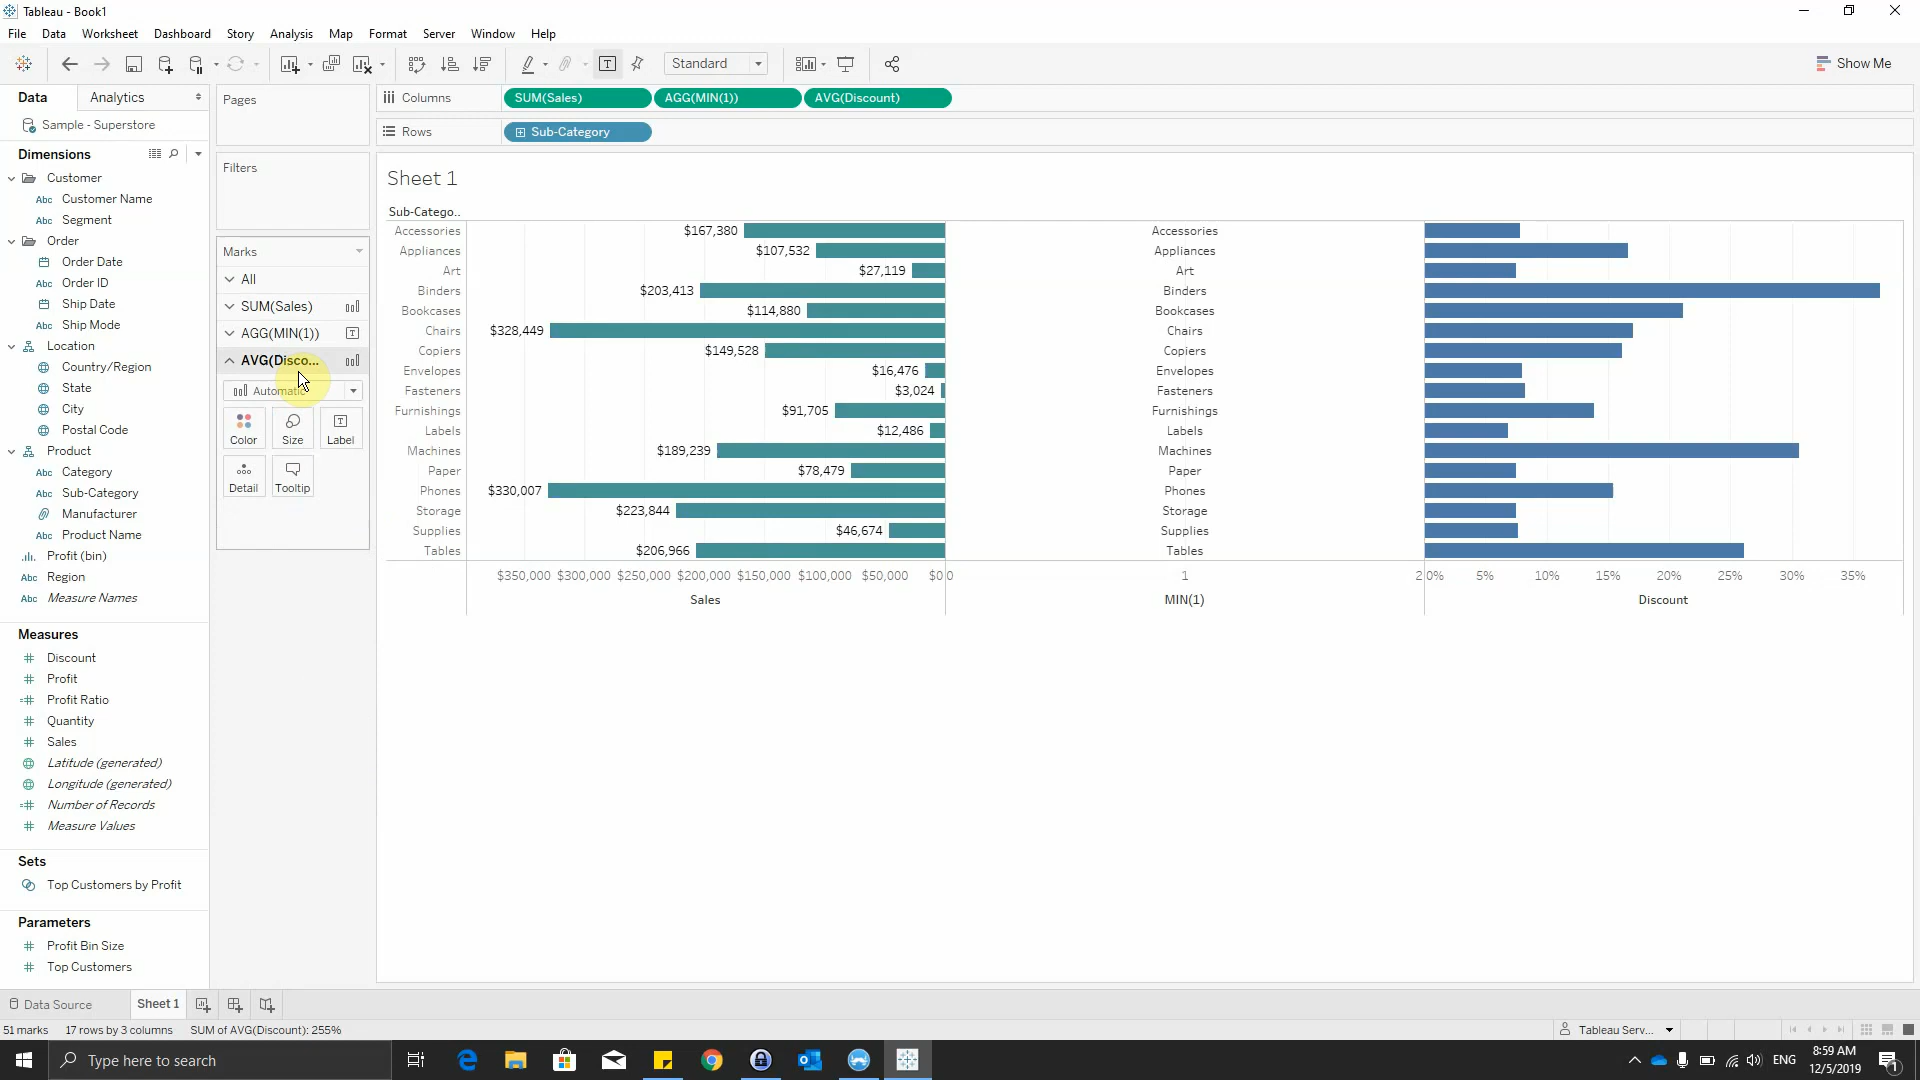 Tableau - Book1
File Data Worksheet Dashboard Story Analysis Map Format Server Window Help
Standard
Show Me
Data Analytics
Sample - Superstore
Dimensions
Customer
Abc Customer Name
Abc Segment
Order
Order Date
Abc Order ID
Ship Date
Abc Ship Mode
Location
Country/Region
State
City
Postal Code
Product
Abc Category
Abc Sub-Category
Manufacturer
Abc Product Name
Profit (bin)
Abc Region
Abc Measure Names
Measures
Discount
Profit
Profit Ratio
Quantity
Sales
Latitude (generated)
Longitude (generated)
Number of Records
Measure Values
Sets
Top Customers by Profit
Parameters
Profit Bin Size
Top Customers
Pages
Filters
Marks
All
SUM(Sales)
AGG(MIN(1))
AVG(Disco...
Automatic
Color Size Label
Detail Tooltip
Columns SUM(Sales) AGG(MIN(1)) AVG(Discount)
Rows Sub-Category
Sheet 1
Sub-Catego..
Accessories $167,380 Accessories
Appliances $107,532 Appliances
Art $27,119 Art
Binders $203,413 Binders
Bookcases $114,880 Bookcases
Chairs $328,449 Chairs
Copiers $149,528 Copiers
Envelopes $16,476 Envelopes
Fasteners $3,024 Fasteners
Furnishings $91,705 Furnishings
Labels $12,486 Labels
Machines $189,239 Machines
Paper $78,479 Paper
Phones $330,007 Phones
Storage $223,844 Storage
Supplies $46,674 Supplies
Tables $206,966 Tables
$350,000 $300,000 $250,000 $200,000 $150,000 $100,000 $50,000 $0 0 1 2 0% 5% 10% 15% 20% 25% 30% 35%
Sales MIN(1) Discount
Data Source Sheet 1
51 marks 17 rows by 3 columns SUM of AVG(Discount): 255%
Tableau Serv...
Type here to search
ENG
8:59 AM
12/5/2019
1